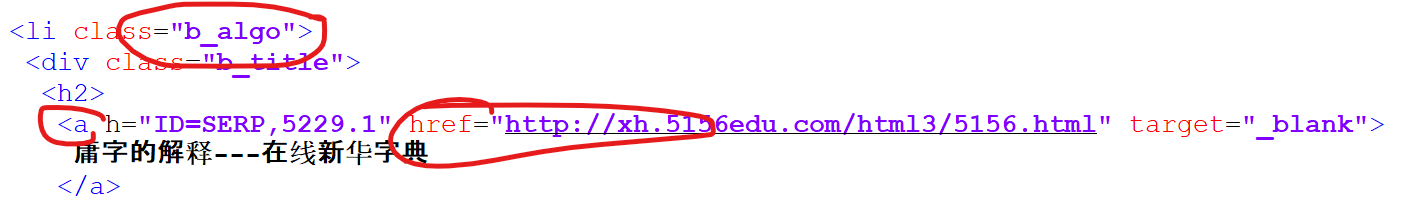 <li class="b_algo">
<div class="b_title">
<h2>
<a h="ID=SERP,5229.1" href="http://xh.5156edu.com/html3/5156.html" target="_blank">
庸字的解释---在线新华字典
</a>